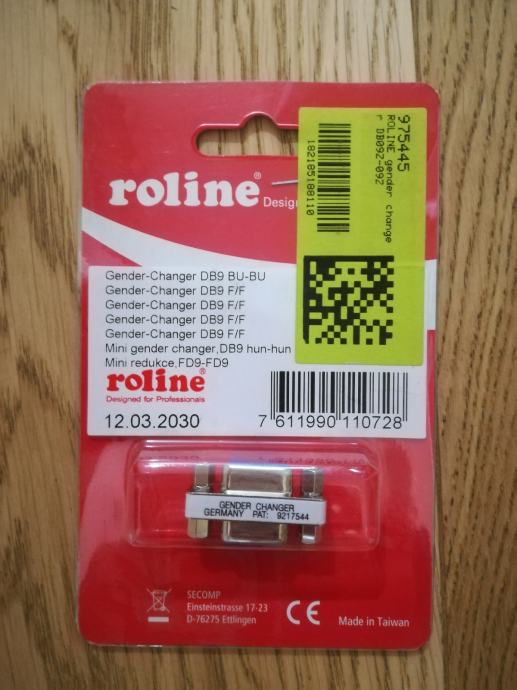 roline®
Design
975445
ROLINE gender change
r DB092-092
182185188110
Gender-Changer DB9 BU-BU
Gender-Changer DB9 F/F
Gender-Changer DB9 F/F
Gender-Changer DB9 F/F
Gender-Changer DB9 F/F
Mini gender changer,DB9 hun-hun
Mini redukce,FD9-FD9
roline®
Designed for Professionals
12.03.2030
7 611990 110728
GENDER CHANGER
GERMANY PAT: 9217544
SECOMP
Einsteinstrasse 17-23
D-76275 Ettlingen
CE
Made in Taiwan